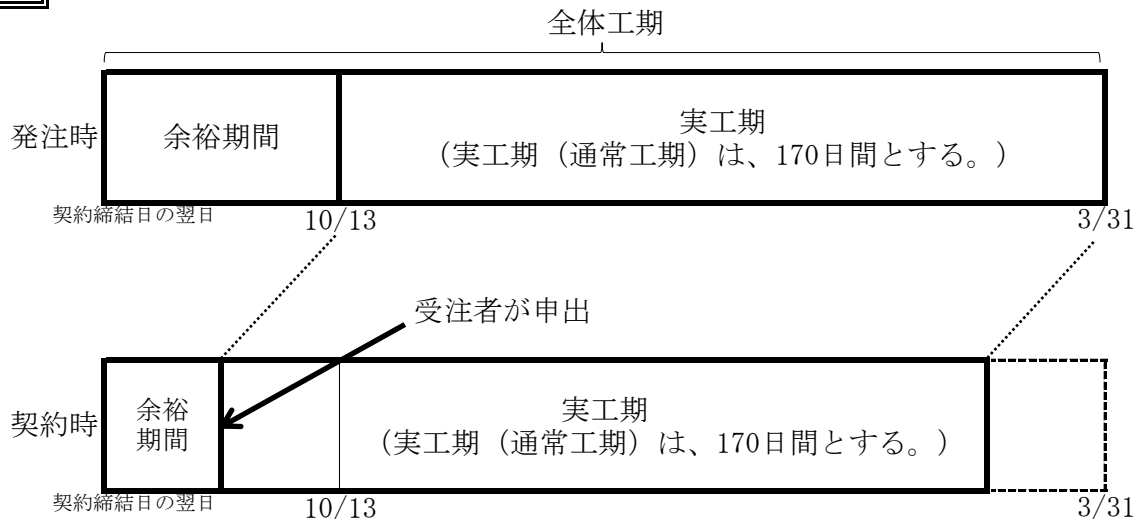 全体工期
発注時
余裕期間
実工期
（実工期（通常工期）は、170日間とする。）
契約締結日の翌日
10/13
3/31
受注者が申出
契約時
余裕
期間
実工期
（実工期（通常工期）は、170日間とする。）
契約締結日の翌日
10/13
3/31